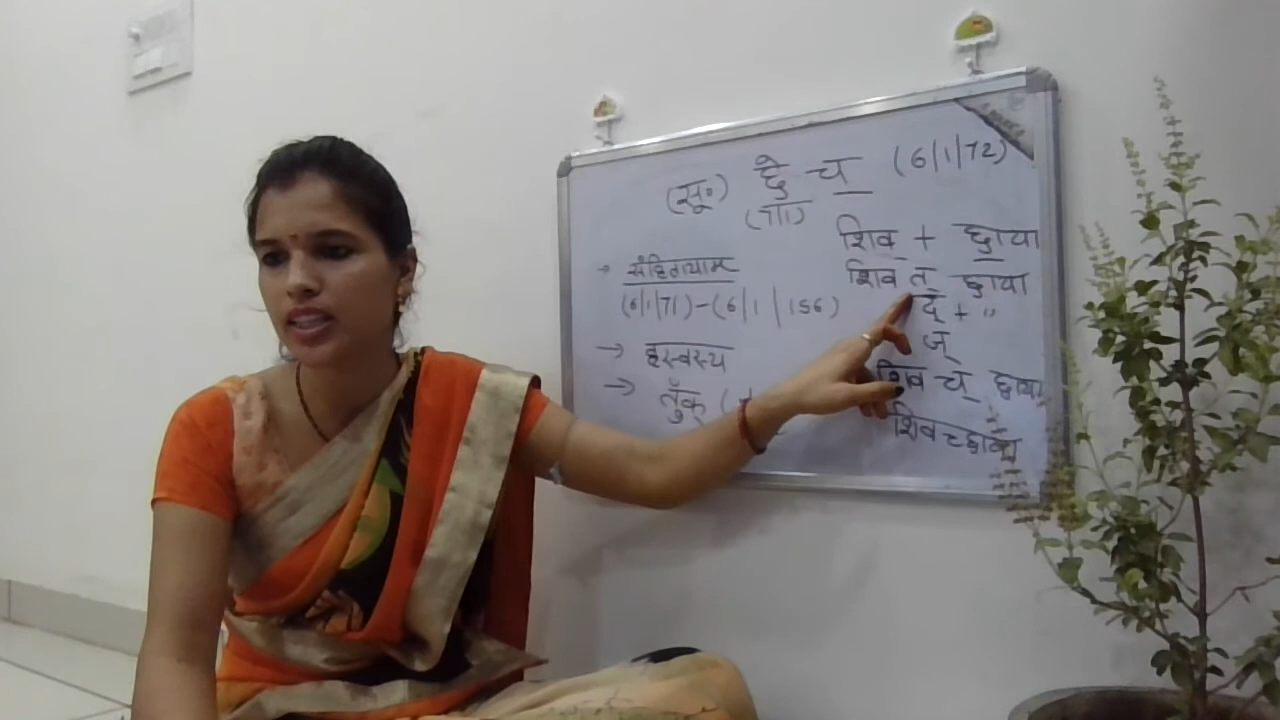 (सू॰) छे च (6/1/72)
(7/1)
→ संहितायाम्
(6/1/71)-(6/1/156)
→ ह्रस्वस्य
→ तुँक् (
शिव + छाया
शिव त् छाया
द् + "
ज्
शिव च् छाया
शिवच्छाया